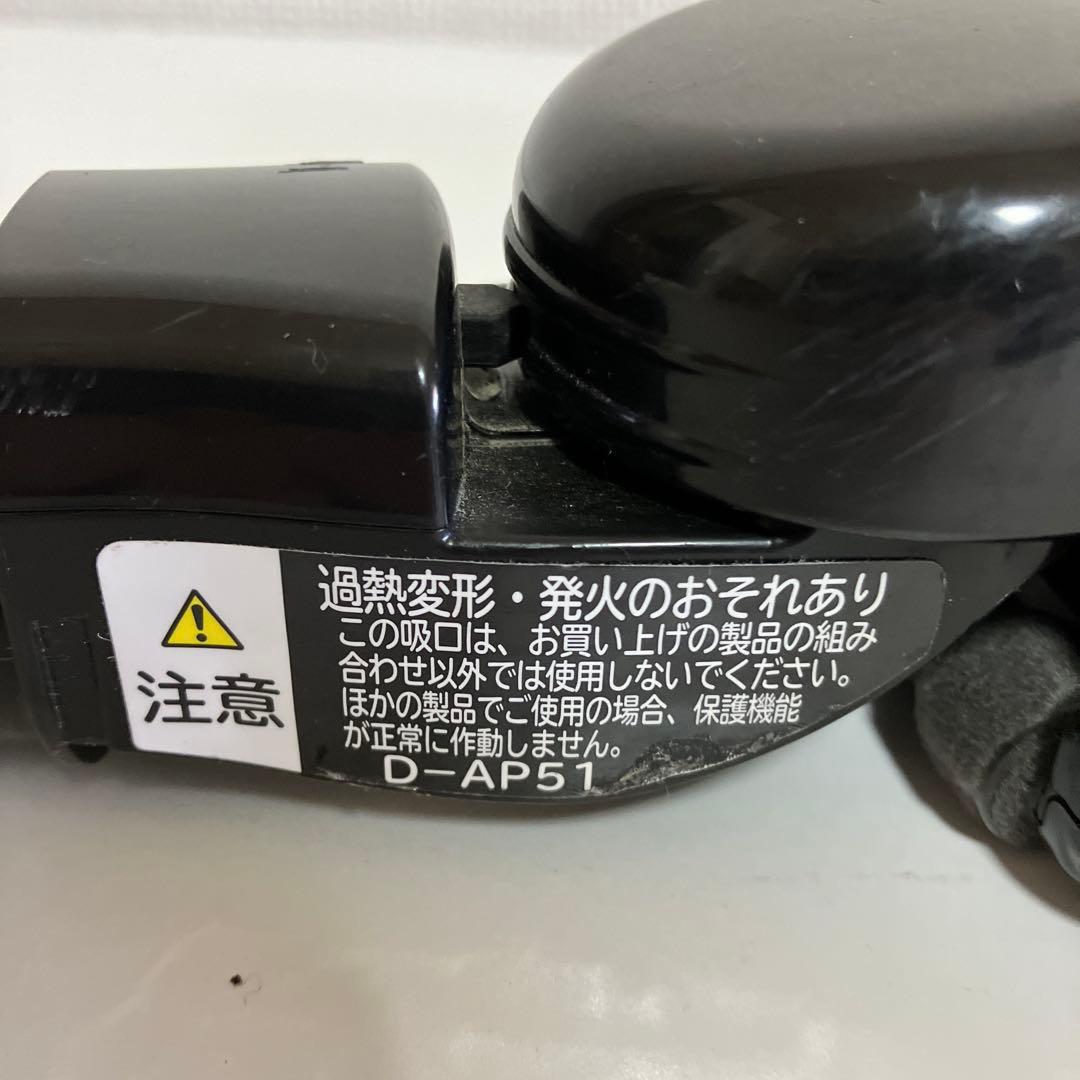 注意
過熱変形・発火のおそれあり
この吸口は、お買い上げの製品の組み
合わせ以外では使用しないでください。
ほかの製品でご使用の場合、保護機能
が正常に作動しません。
D-AP51